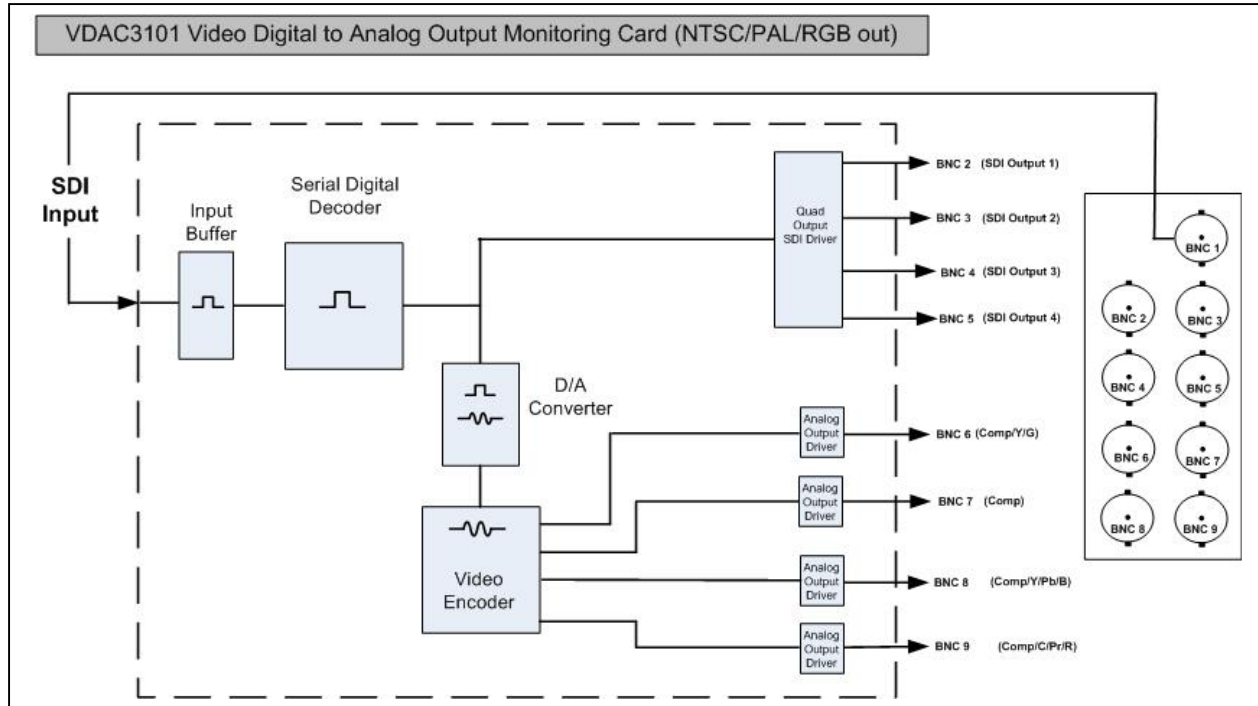 VDAC3101 Video Digital to Analog Output Monitoring Card (NTSC/PAL/RGB out)
SDI
Input
Input
Buffer
Serial Digital
Decoder
Quad
Output
SDI Driver
BNC 2 (SDI Output 1)
BNC 3 (SDI Output 2)
BNC 4 (SDI Output 3)
BNC 5 (SDI Output 4)
D/A
Converter
Video
Encoder
Analog
Output
Driver
BNC 6 (Comp/Y/G)
Analog
Output
Driver
BNC 7 (Comp)
Analog
Output
Driver
BNC 8 (Comp/Y/Pb/B)
Analog
Output
Driver
BNC 9 (Comp/C/Pr/R)
BNC 1
BNC 2
BNC 3
BNC 4
BNC 5
BNC 6
BNC 7
BNC 8
BNC 9